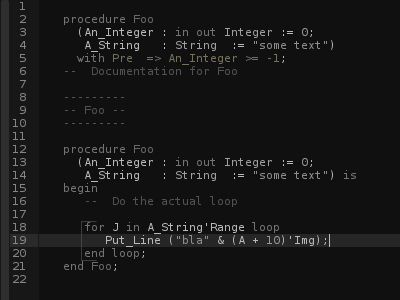 1
2 procedure Foo
3 (An_Integer : in out Integer := 0;
4 A_String : String := "some text")
5 with Pre => An_Integer >= -1;
6 -- Documentation for Foo
7
8 ---------
9 -- Foo --
10 ---------
11
12 procedure Foo
13 (An_Integer : in out Integer := 0;
14 A_String : String := "some text") is
15 begin
16 -- Do the actual loop
17
18 for J in A_String'Range loop
19 Put_Line ("bla" & (A + 10)'Img);
20 end loop;
21 end Foo;
22